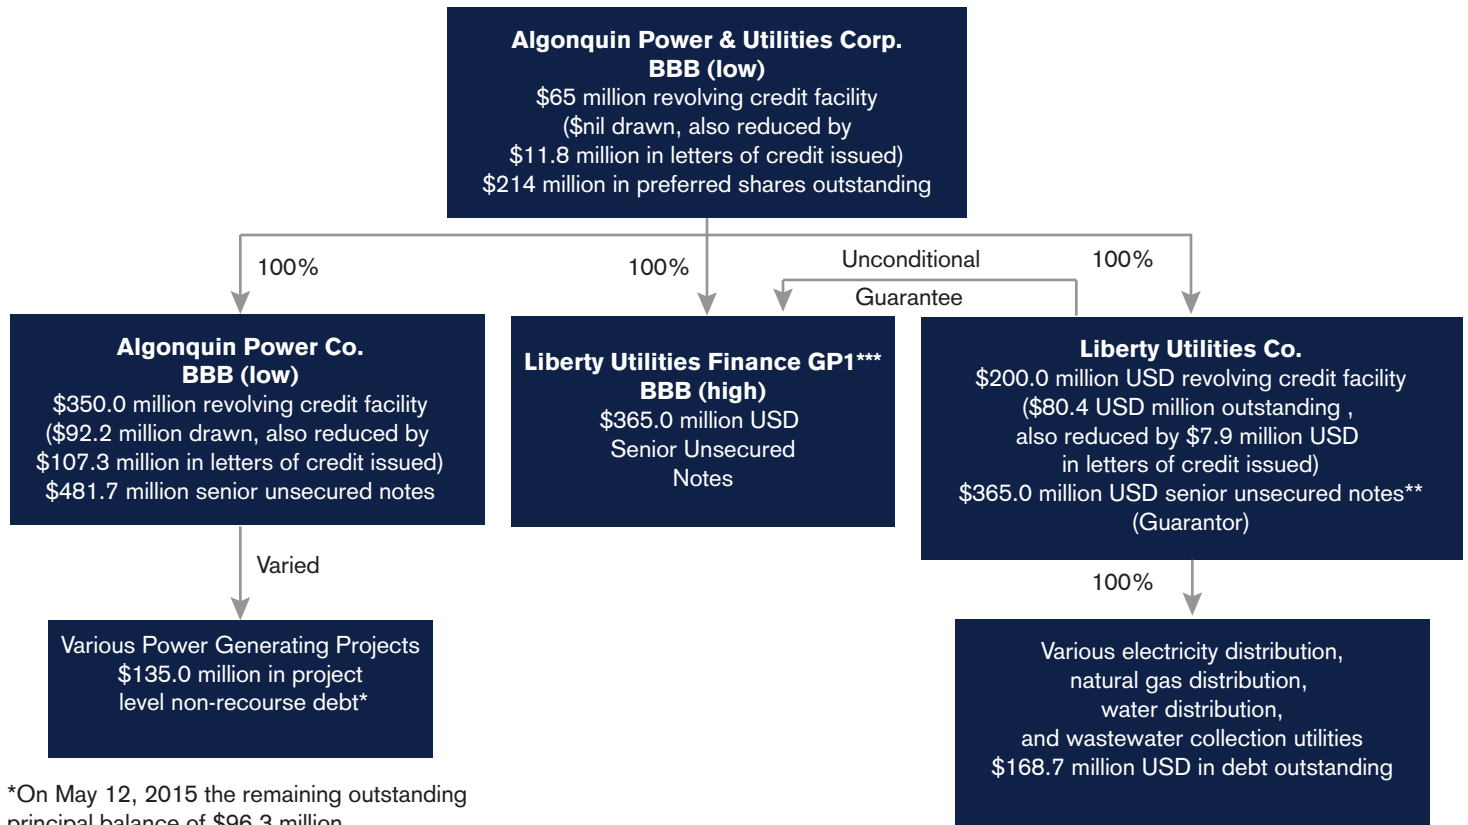 Algonquin Power & Utilities Corp.
BBB (low)
$65 million revolving credit facility
($nil drawn, also reduced by
$11.8 million in letters of credit issued)
$214 million in preferred shares outstanding
100%
100%
Unconditional
Guarantee
100%
Algonquin Power Co.
BBB (low)
$350.0 million revolving credit facility
($92.2 million drawn, also reduced by
$107.3 million in letters of credit issued)
$481.7 million senior unsecured notes
Liberty Utilities Finance GP1***
BBB (high)
$365.0 million USD
Senior Unsecured
Notes
Liberty Utilities Co.
$200.0 million USD revolving credit facility
($80.4 USD million outstanding ,
also reduced by $7.9 million USD
in letters of credit issued)
$365.0 million USD senior unsecured notes**
(Guarantor)
Varied
100%
Various Power Generating Projects
$135.0 million in project
level non-recourse debt*
Various electricity distribution,
natural gas distribution,
water distribution,
and wastewater collection utilities
$168.7 million USD in debt outstanding
*On May 12, 2015 the remaining outstanding
principal balance of $96.3 million